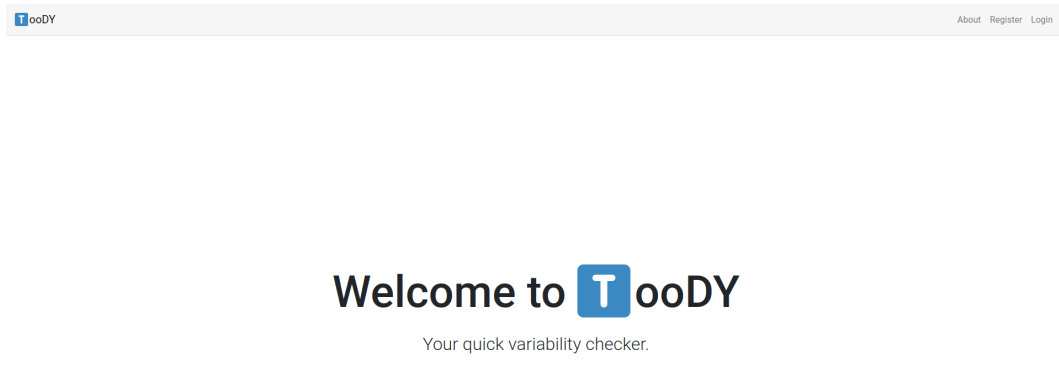 TooDY
About Register Login
Welcome to TooDY
Your quick variability checker.